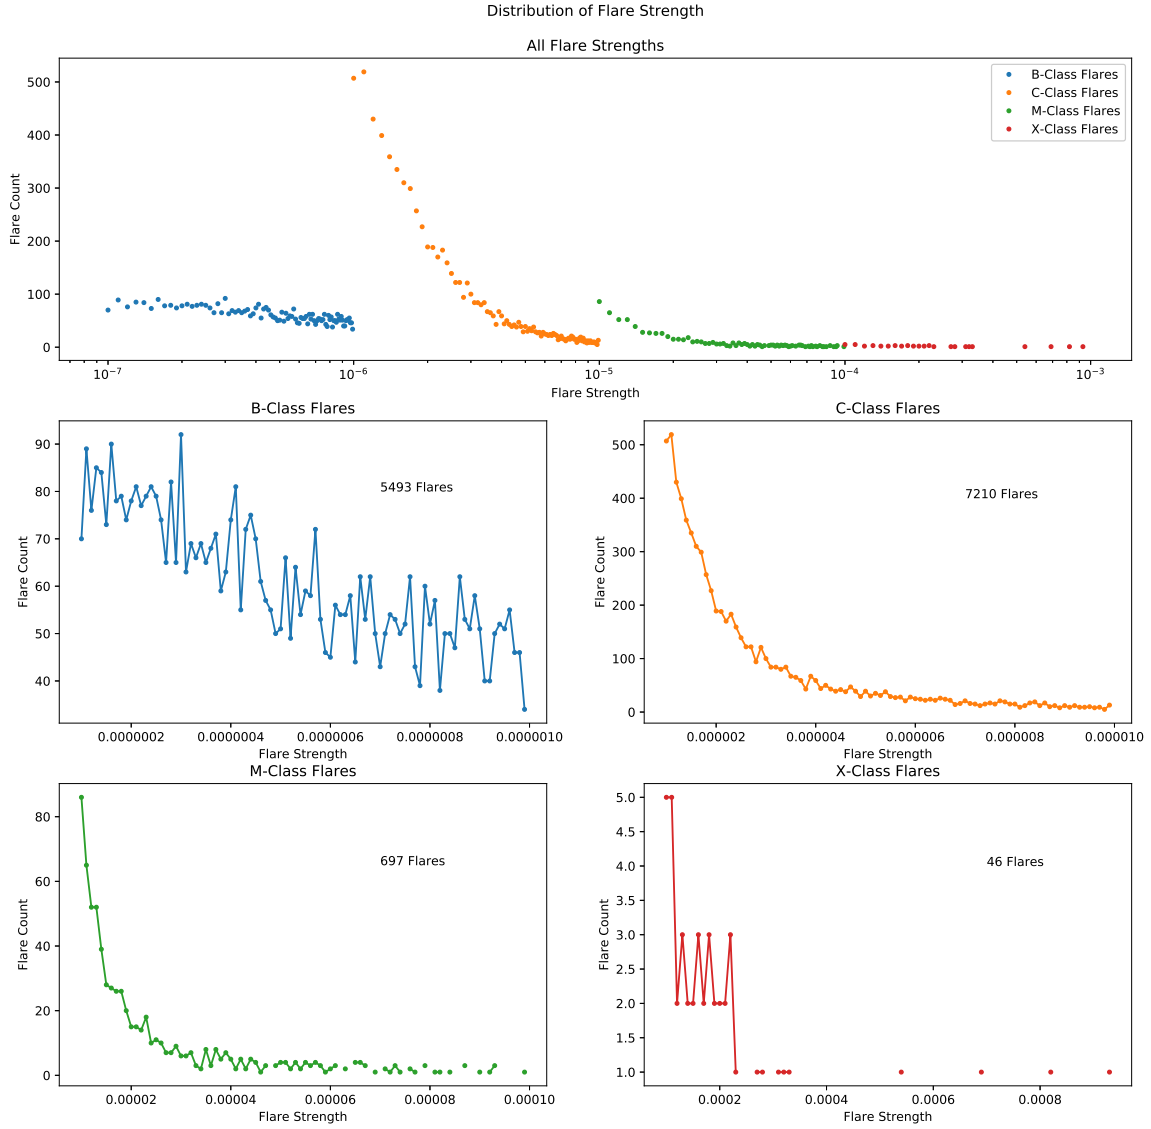 Distribution of Flare Strength
All Flare Strengths
500
400
300
200
100
0
Flare Count
B-Class Flares
C-Class Flares
M-Class Flares
X-Class Flares
10⁻⁷ 10⁻⁶ 10⁻⁵ 10⁻⁴ 10⁻³
Flare Strength
B-Class Flares
90
80
70
60
50
40
Flare Count
5493 Flares
0.0000002 0.0000004 0.0000006 0.0000008 0.0000010
Flare Strength
C-Class Flares
500
400
300
200
100
0
Flare Count
7210 Flares
0.000002 0.000004 0.000006 0.000008 0.000010
Flare Strength
M-Class Flares
80
60
40
20
0
Flare Count
697 Flares
0.00002 0.00004 0.00006 0.00008 0.00010
Flare Strength
X-Class Flares
5.0
4.5
4.0
3.5
3.0
2.5
2.0
1.5
1.0
Flare Count
46 Flares
0.0002 0.0004 0.0006 0.0008
Flare Strength